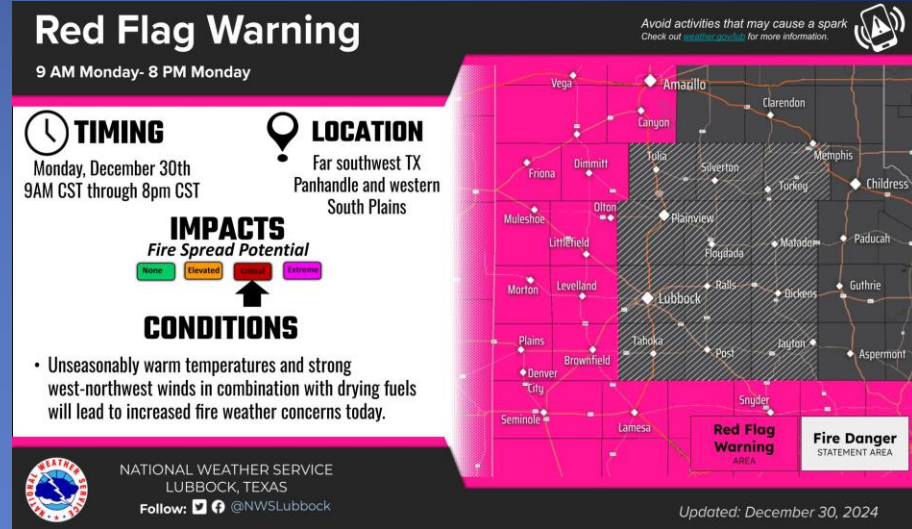 Red Flag Warning
9 AM Monday- 8 PM Monday
Avoid activities that may cause a spark
Check out weather.gov/lub for more information.
TIMING
Monday, December 30th
9AM CST through 8pm CST
LOCATION
Far southwest TX
Panhandle and western
South Plains
IMPACTS
Fire Spread Potential
None
Elevated
Critical
Extreme
CONDITIONS
• Unseasonably warm temperatures and strong
west-northwest winds in combination with drying fuels
will lead to increased fire weather concerns today.
Vega
Amarillo
Clarendon
Canyon
Memphis
Friona
Dimmitt
Tulia
Silverton
Turkey
Childress
Muleshoe
Olton
Plainview
Littlefield
Floydada
Matador
Paducah
Morton
Levelland
Lubbock
Ralls
Dickens
Guthrie
Plains
Brownfield
Tahoka
Post
Jayton
Aspermont
Denver
City
Seminole
Lamesa
Snyder
Red Flag
Warning
AREA
Fire Danger
STATEMENT AREA
NATIONAL WEATHER SERVICE
NATIONAL WEATHER SERVICE
LUBBOCK, TEXAS
Follow: @NWSLubbock
Updated: December 30, 2024